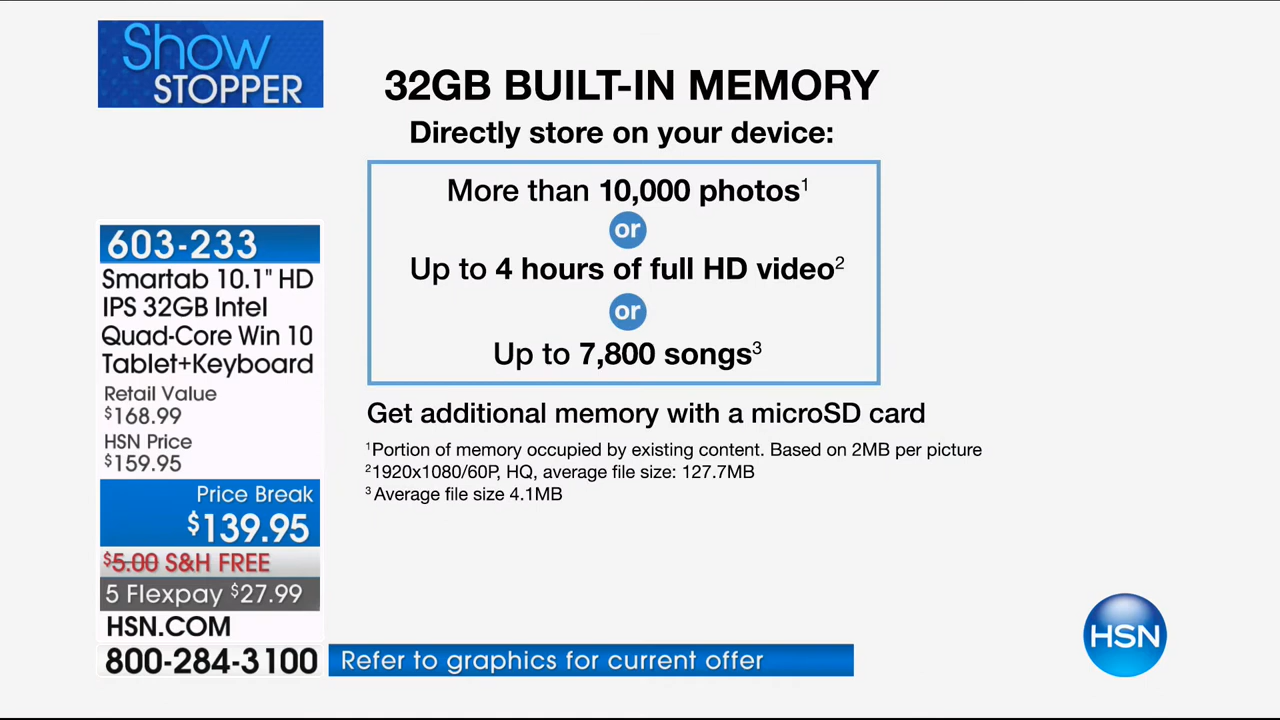 Show
STOPPER
32GB BUILT-IN MEMORY
Directly store on your device:
More than 10,000 photos¹
or
Up to 4 hours of full HD video²
or
Up to 7,800 songs³
Get additional memory with a microSD card
¹Portion of memory occupied by existing content. Based on 2MB per picture
²1920x1080/60P, HQ, average file size: 127.7MB
³Average file size 4.1MB
603-233
Smartab 10.1" HD
IPS 32GB Intel
Quad-Core Win 10
Tablet+Keyboard
Retail Value
$168.99
HSN Price
$159.95
Price Break
$139.95
$5.00 S&H FREE
5 Flexpay $27.99
HSN.COM
800-284-3100
Refer to graphics for current offer
HSN